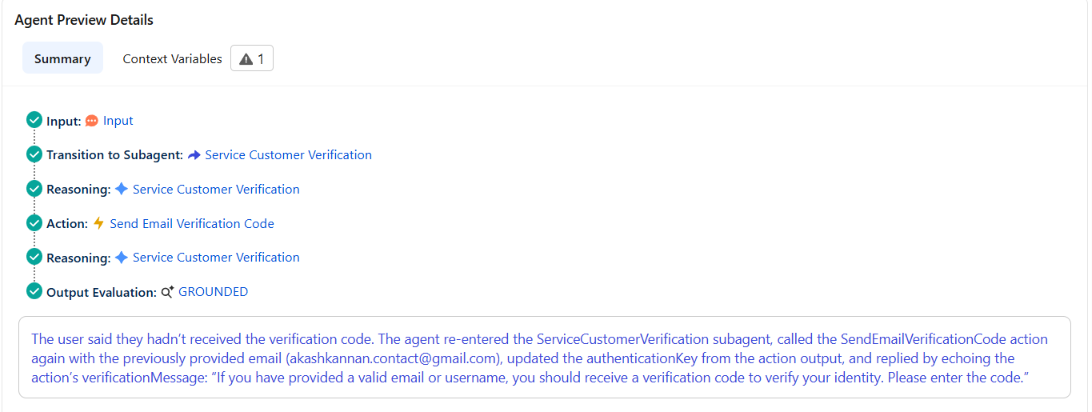 Agent Preview Details
Summary Context Variables 1
Input: Input
Transition to Subagent: Service Customer Verification
Reasoning: Service Customer Verification
Action: Send Email Verification Code
Reasoning: Service Customer Verification
Output Evaluation: GROUNDED
The user said they hadn’t received the verification code. The agent re-entered the ServiceCustomerVerification subagent, called the SendEmailVerificationCode action
again with the previously provided email (akashkannan.contact@gmail.com), updated the authenticationKey from the action output, and replied by echoing the
action’s verificationMessage: “If you have provided a valid email or username, you should receive a verification code to verify your identity. Please enter the code.”